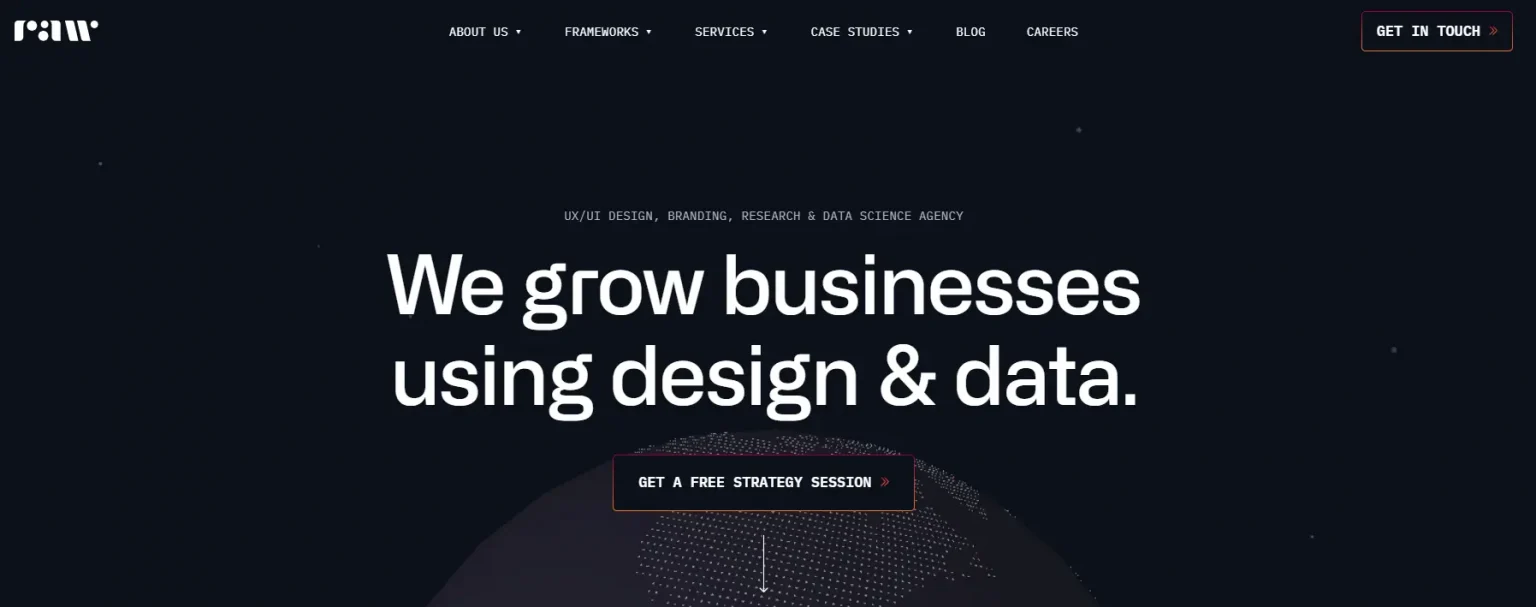 raw
ABOUT US ▾
FRAMEWORKS ▾
SERVICES ▾
CASE STUDIES ▾
BLOG
CAREERS
GET IN TOUCH »
UX/UI DESIGN, BRANDING, RESEARCH & DATA SCIENCE AGENCY
We grow businesses
using design & data.
GET A FREE STRATEGY SESSION »